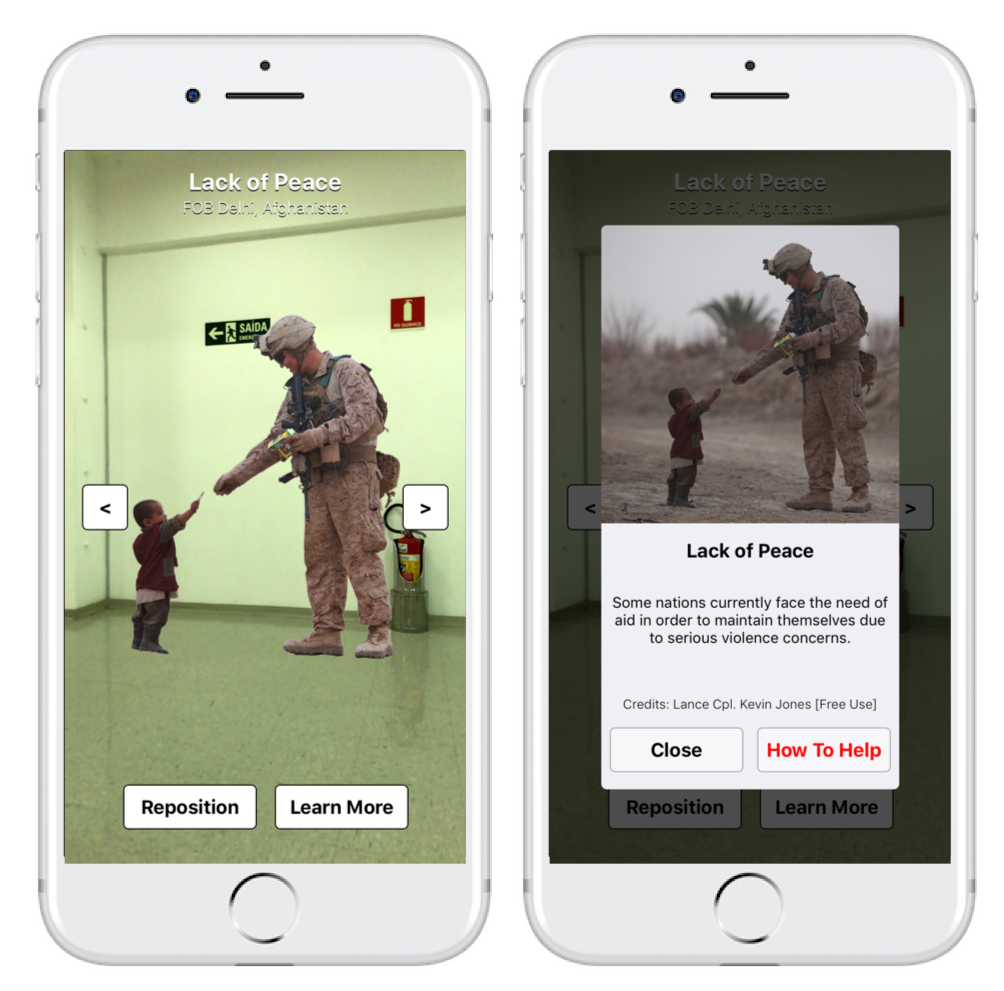 Lack of Peace
FOB Delhi, Afghanistan
SAÍDA
<
>
Reposition
Learn More
Lack of Peace
FOB Delhi, Afghanistan
<
>
Lack of Peace
Some nations currently face the need of
aid in order to maintain themselves due
to serious violence concerns.
Credits: Lance Cpl. Kevin Jones [Free Use]
Close
How To Help
Reposition
Learn More